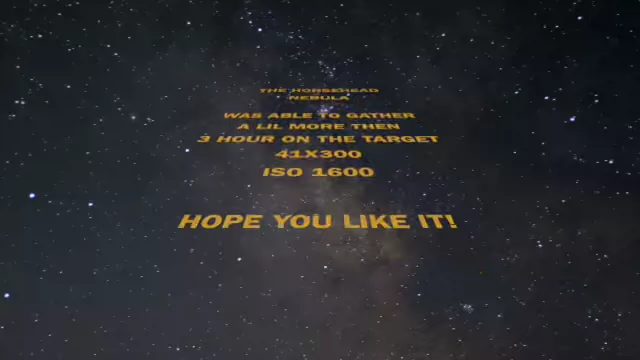 THE HORSEHEAD
NEBULA
WAS ABLE TO GATHER
A LIL MORE THEN
3 HOUR ON THE TARGET
41X300
ISO 1600
HOPE YOU LIKE IT!